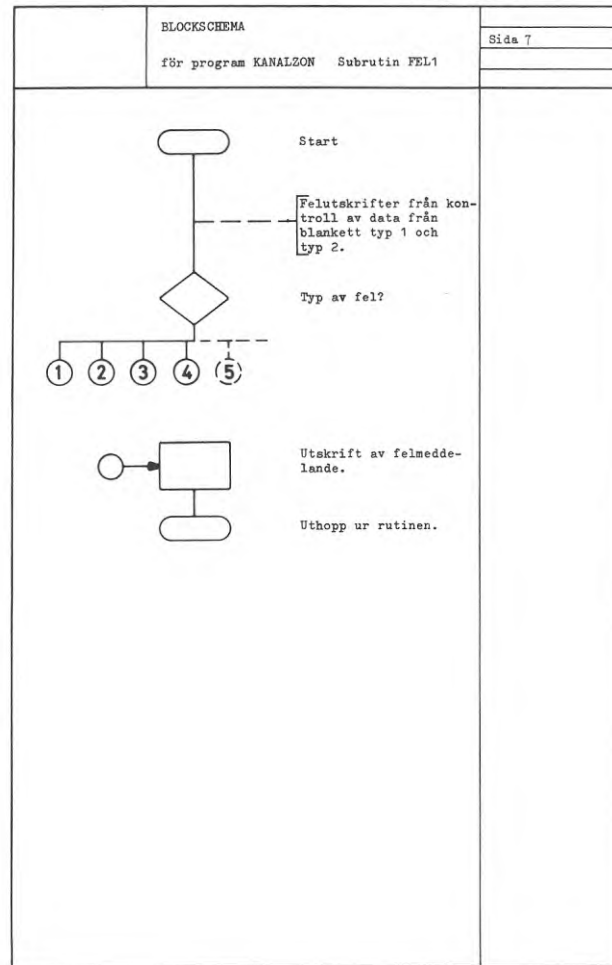 BLOCKSCHEMA
för program KANALZON Subrutin FEL1
Sida 7
Start
Felutskrifter från kon-
troll av data från
blankett typ 1 och
typ 2.
Typ av fel?
1 2 3 4 5
Utskrift av felmedde-
lande.
Uthopp ur rutinen.